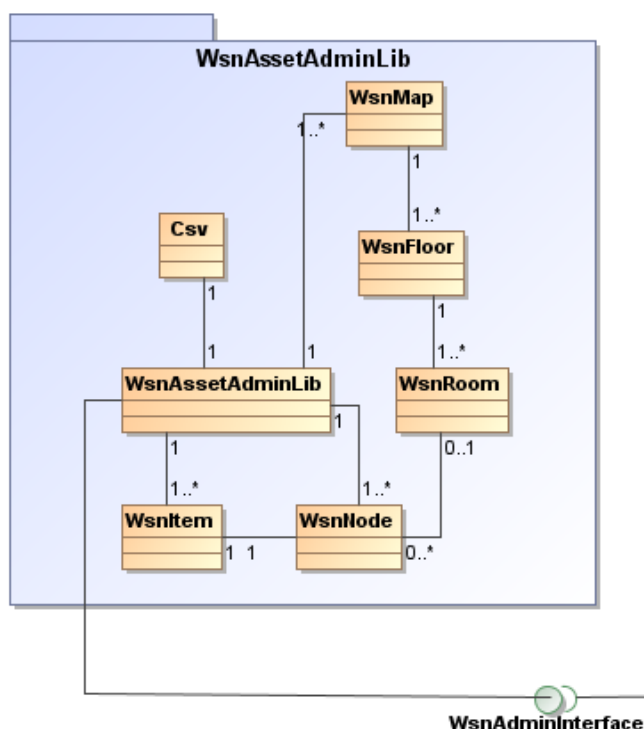 WsnAssetAdminLib
WsnMap
1..*
1
1..*
Csv
WsnFloor
1
1
1
1
1..*
WsnAssetAdminLib
WsnRoom
1
1
0..1
1..*
1..*
WsnItem
WsnNode
1 1
0..*
WsnAdminInterface